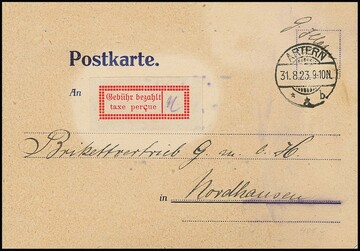 Postkarte.
ARTERN
31.8.23.9-10N.
* b
An
Gebühr bezahlt
taxe perçue
Brikettvertrieb G. m. b. H.
in Nordhausen